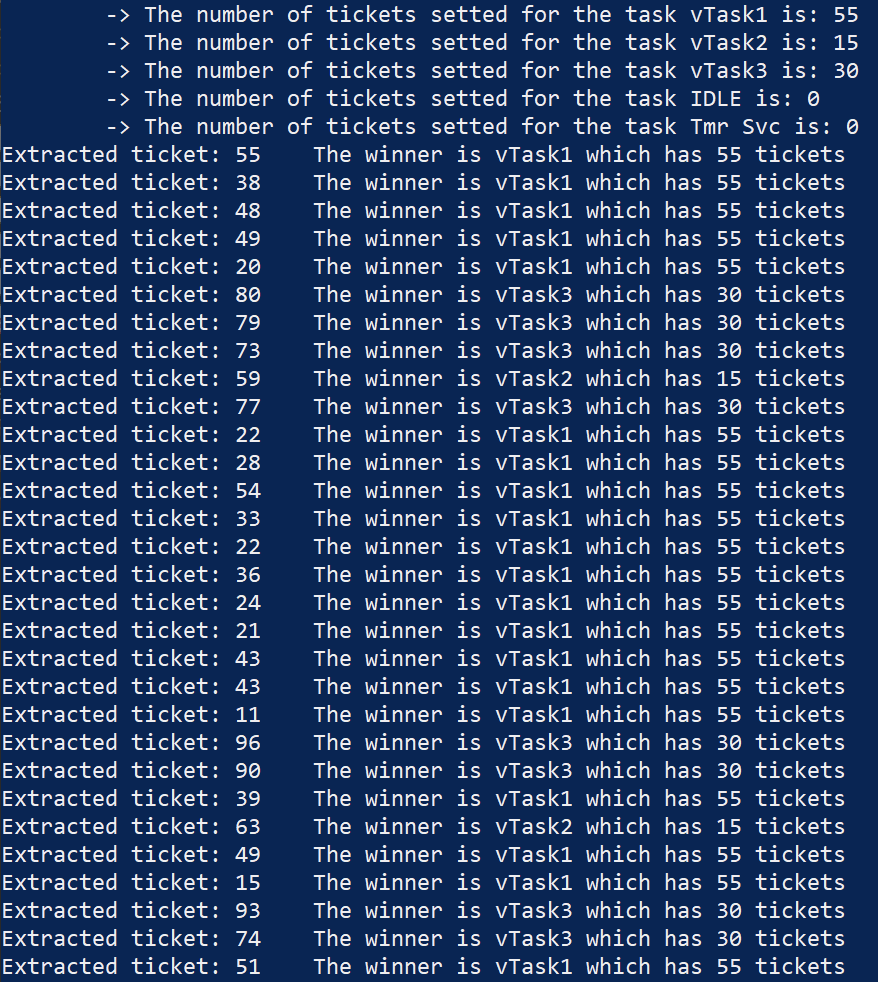 -> The number of tickets setted for the task vTask1 is: 55
-> The number of tickets setted for the task vTask2 is: 15
-> The number of tickets setted for the task vTask3 is: 30
-> The number of tickets setted for the task IDLE is: 0
-> The number of tickets setted for the task Tmr Svc is: 0
Extracted ticket: 55    The winner is vTask1 which has 55 tickets
Extracted ticket: 38    The winner is vTask1 which has 55 tickets
Extracted ticket: 48    The winner is vTask1 which has 55 tickets
Extracted ticket: 49    The winner is vTask1 which has 55 tickets
Extracted ticket: 20    The winner is vTask1 which has 55 tickets
Extracted ticket: 80    The winner is vTask3 which has 30 tickets
Extracted ticket: 79    The winner is vTask3 which has 30 tickets
Extracted ticket: 73    The winner is vTask3 which has 30 tickets
Extracted ticket: 59    The winner is vTask2 which has 15 tickets
Extracted ticket: 77    The winner is vTask3 which has 30 tickets
Extracted ticket: 22    The winner is vTask1 which has 55 tickets
Extracted ticket: 28    The winner is vTask1 which has 55 tickets
Extracted ticket: 54    The winner is vTask1 which has 55 tickets
Extracted ticket: 33    The winner is vTask1 which has 55 tickets
Extracted ticket: 22    The winner is vTask1 which has 55 tickets
Extracted ticket: 36    The winner is vTask1 which has 55 tickets
Extracted ticket: 24    The winner is vTask1 which has 55 tickets
Extracted ticket: 21    The winner is vTask1 which has 55 tickets
Extracted ticket: 43    The winner is vTask1 which has 55 tickets
Extracted ticket: 43    The winner is vTask1 which has 55 tickets
Extracted ticket: 11    The winner is vTask1 which has 55 tickets
Extracted ticket: 96    The winner is vTask3 which has 30 tickets
Extracted ticket: 90    The winner is vTask3 which has 30 tickets
Extracted ticket: 39    The winner is vTask1 which has 55 tickets
Extracted ticket: 63    The winner is vTask2 which has 15 tickets
Extracted ticket: 49    The winner is vTask1 which has 55 tickets
Extracted ticket: 15    The winner is vTask1 which has 55 tickets
Extracted ticket: 93    The winner is vTask3 which has 30 tickets
Extracted ticket: 74    The winner is vTask3 which has 30 tickets
Extracted ticket: 51    The winner is vTask1 which has 55 tickets